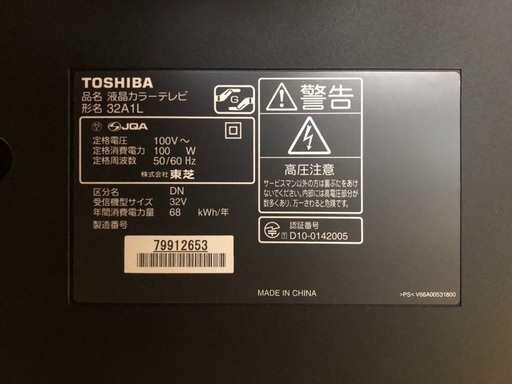 TOSHIBA
品名 液晶カラーテレビ
形名 32A1L
G
JQA
定格電圧 100V～
定格消費電力 100 W
定格周波数 50/60 Hz
株式会社 東芝
区分名 DN
受信機型サイズ 32V
年間消費電力量 68 kWh/年
製造番号
79912653
警告
高圧注意
サービスマン以外の方は裏ぶたをあけないでください。内部には高電圧部分が数多くあり、万一さわると危険です。
認証番号
T D10-0142005
MADE IN CHINA
>PS< V66A00531800